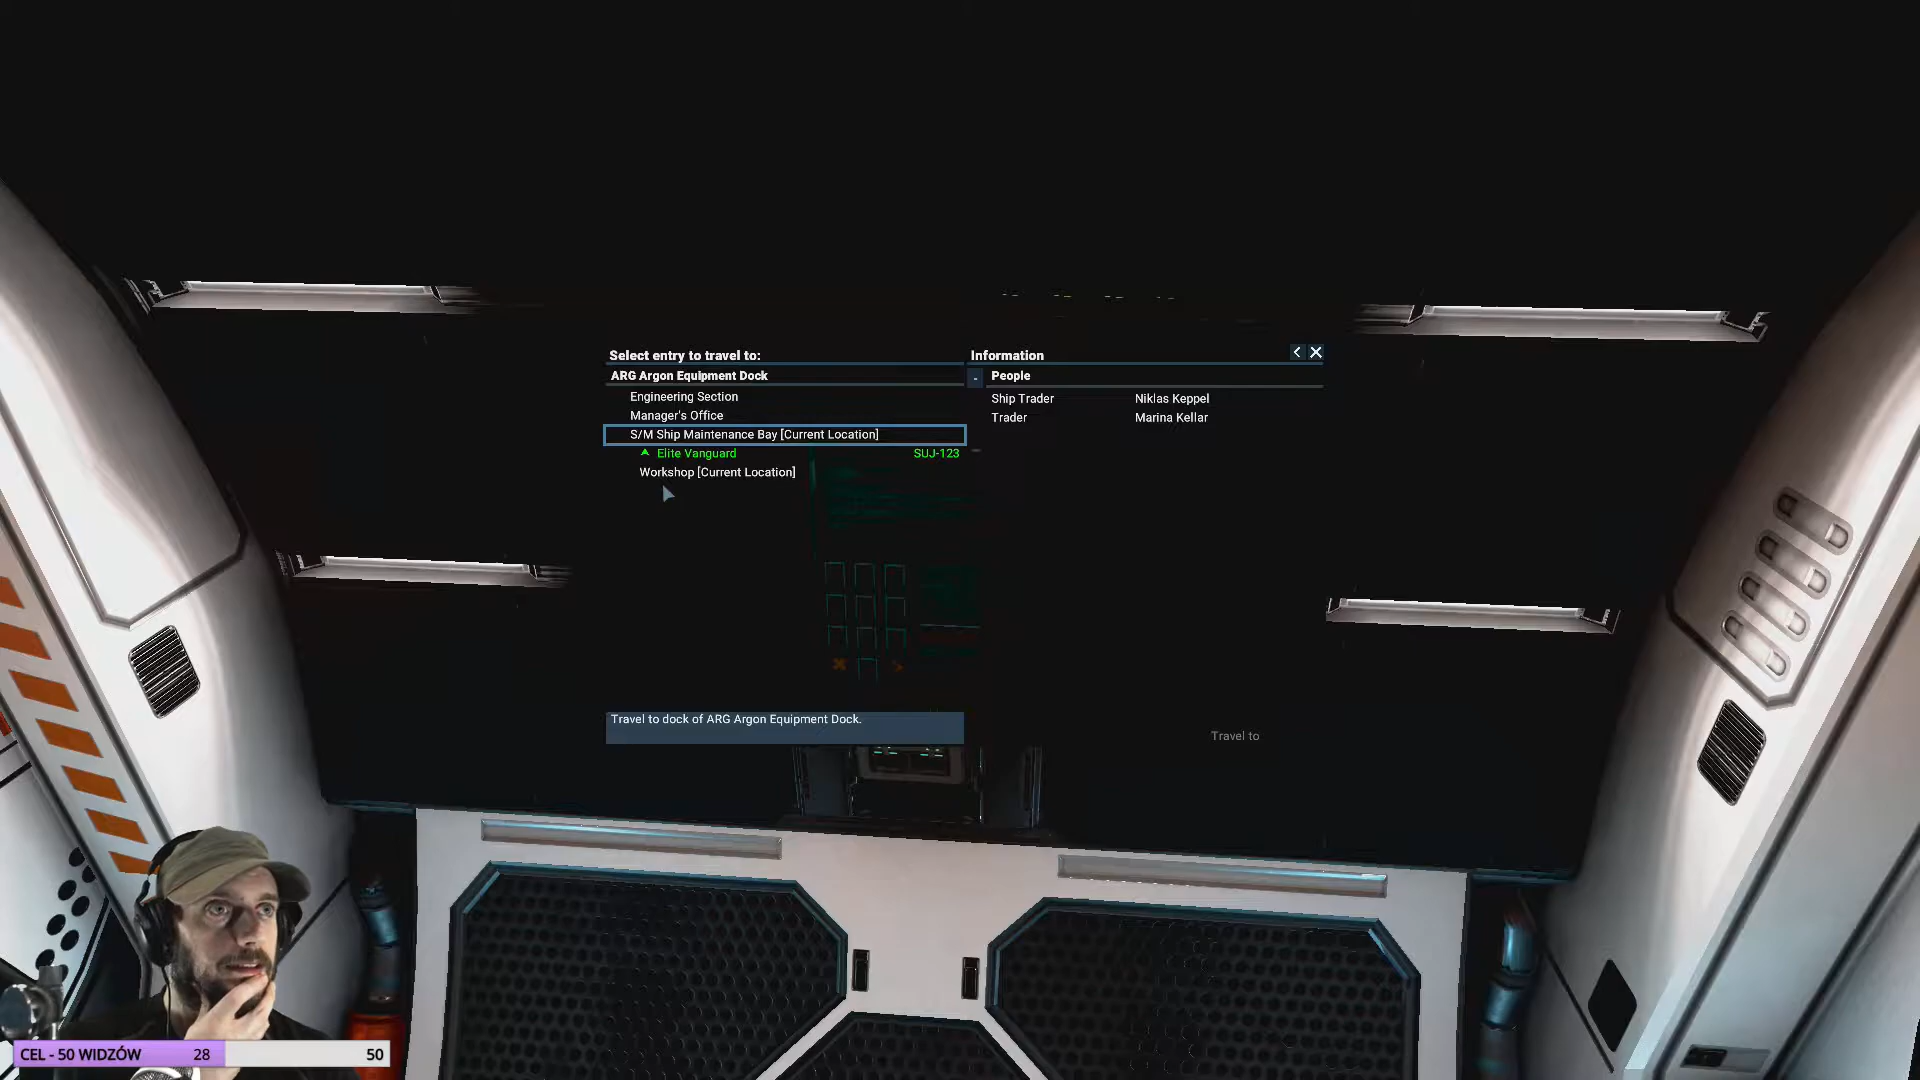 Select entry to travel to:
ARG Argon Equipment Dock
Engineering Section
Manager's Office
S/M Ship Maintenance Bay [Current Location]
Elite Vanguard SUJ-123
Workshop [Current Location]
Travel to dock of ARG Argon Equipment Dock.
Information
-
People
Ship Trader Niklas Keppel
Trader Marina Kellar
Travel to
CEL - 50 WIDZÓW 28 50